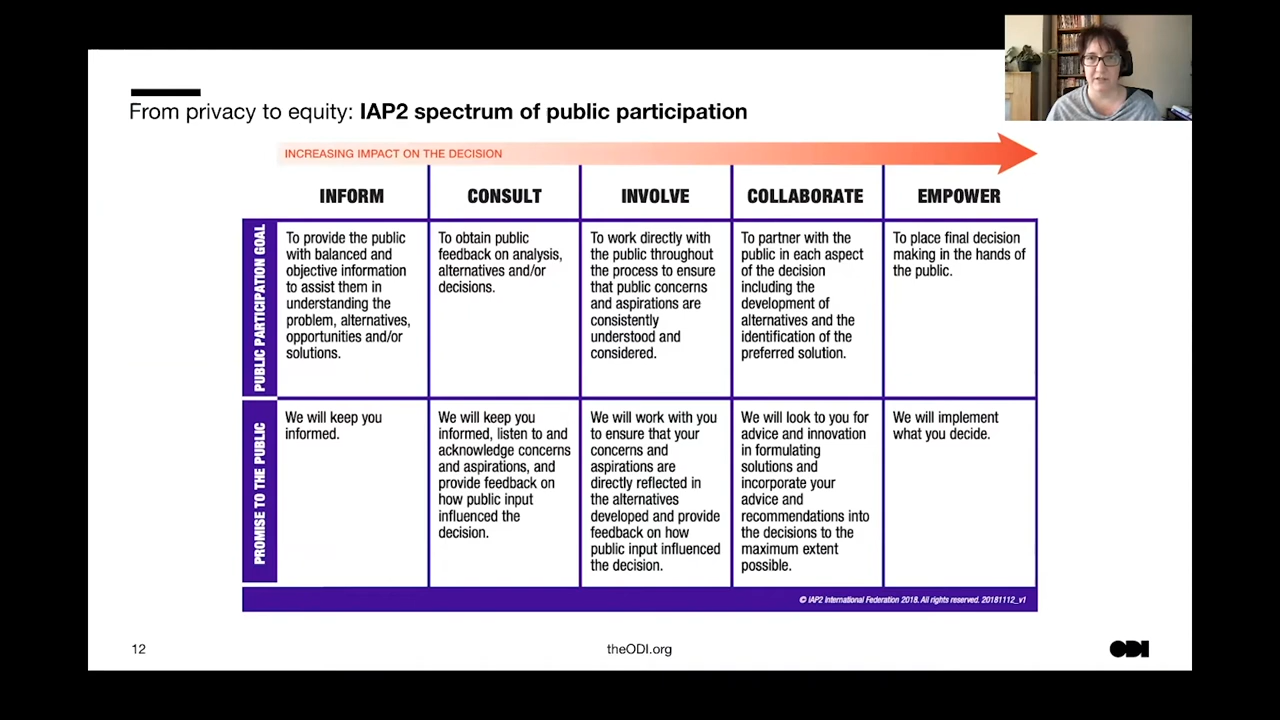 From privacy to equity: IAP2 spectrum of public participation
INCREASING IMPACT ON THE DECISION
INFORM
CONSULT
INVOLVE
COLLABORATE
EMPOWER
PUBLIC PARTICIPATION GOAL
To provide the public
with balanced and
objective information
to assist them in
understanding the
problem, alternatives,
opportunities and/or
solutions.
To obtain public
feedback on analysis,
alternatives and/or
decisions.
To work directly with
the public throughout
the process to ensure
that public concerns
and aspirations are
consistently
understood and
considered.
To partner with the
public in each aspect
of the decision
including the
development of
alternatives and the
identification of the
preferred solution.
To place final decision
making in the hands of
the public.
PROMISE TO THE PUBLIC
We will keep you
informed.
We will keep you
informed, listen to and
acknowledge concerns
and aspirations, and
provide feedback on
how public input
influenced the
decision.
We will work with you
to ensure that your
concerns and
aspirations are
directly reflected in
the alternatives
developed and provide
feedback on how
public input influenced
the decision.
We will look to you for
advice and innovation
in formulating
solutions and
incorporate your
advice and
recommendations into
the decisions to the
maximum extent
possible.
We will implement
what you decide.
© IAP2 International Federation 2018. All rights reserved. 20181112_v1
12
theODI.org
ODI